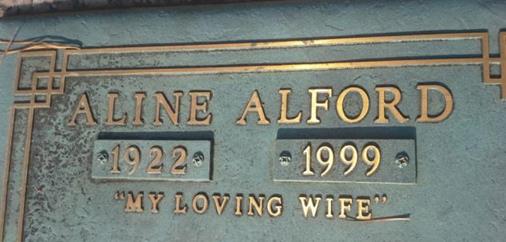 ALINE ALFORD
1922 1999
"MY LOVING WIFE"